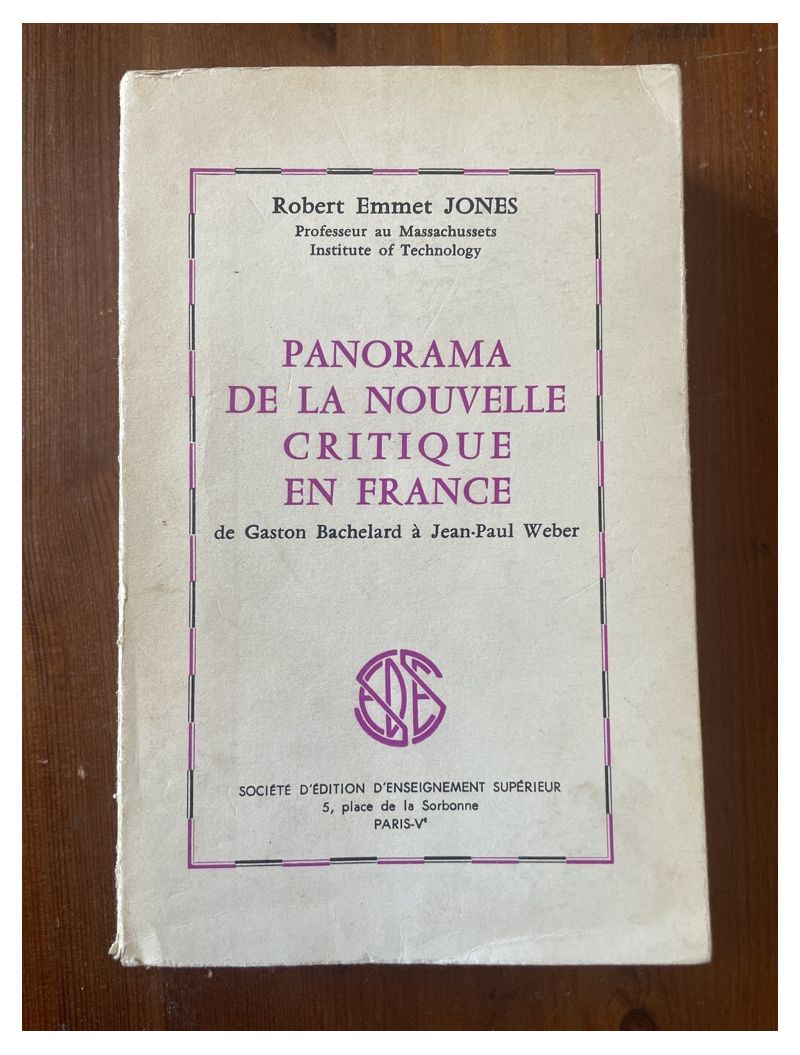 Robert Emmet JONES
Professeur au Massachussets
Institute of Technology
PANORAMA
DE LA NOUVELLE
CRITIQUE
EN FRANCE
de Gaston Bachelard à Jean-Paul Weber
SEDES
SOCIÉTÉ D'ÉDITION D'ENSEIGNEMENT SUPÉRIEUR
5, place de la Sorbonne
PARIS-Vᵉ